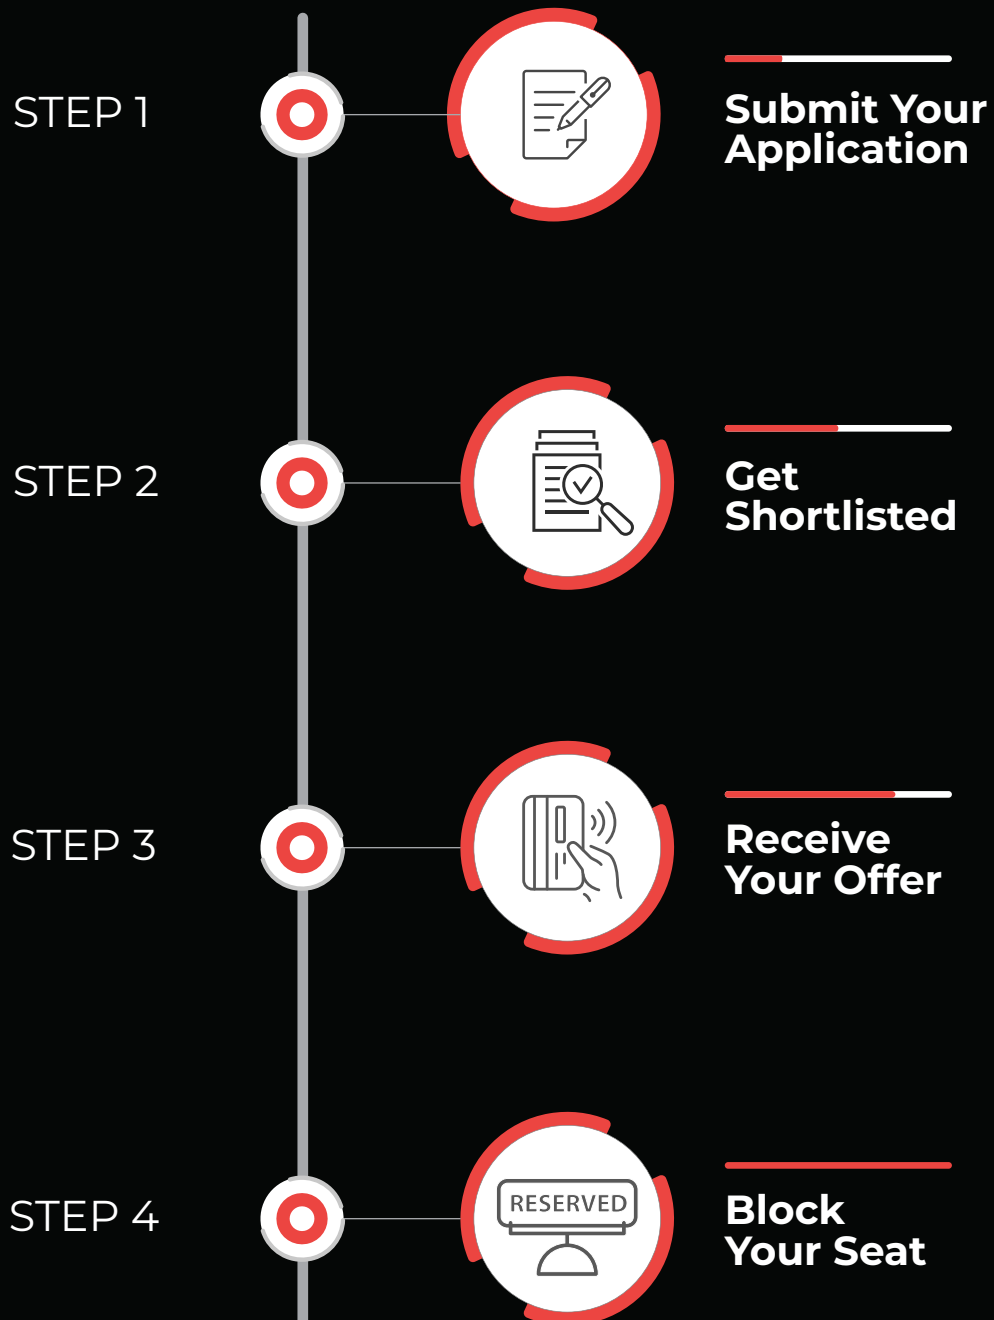 STEP 1
Submit Your
Application
STEP 2
Get
Shortlisted
STEP 3
Receive
Your Offer
STEP 4
RESERVED
Block
Your Seat